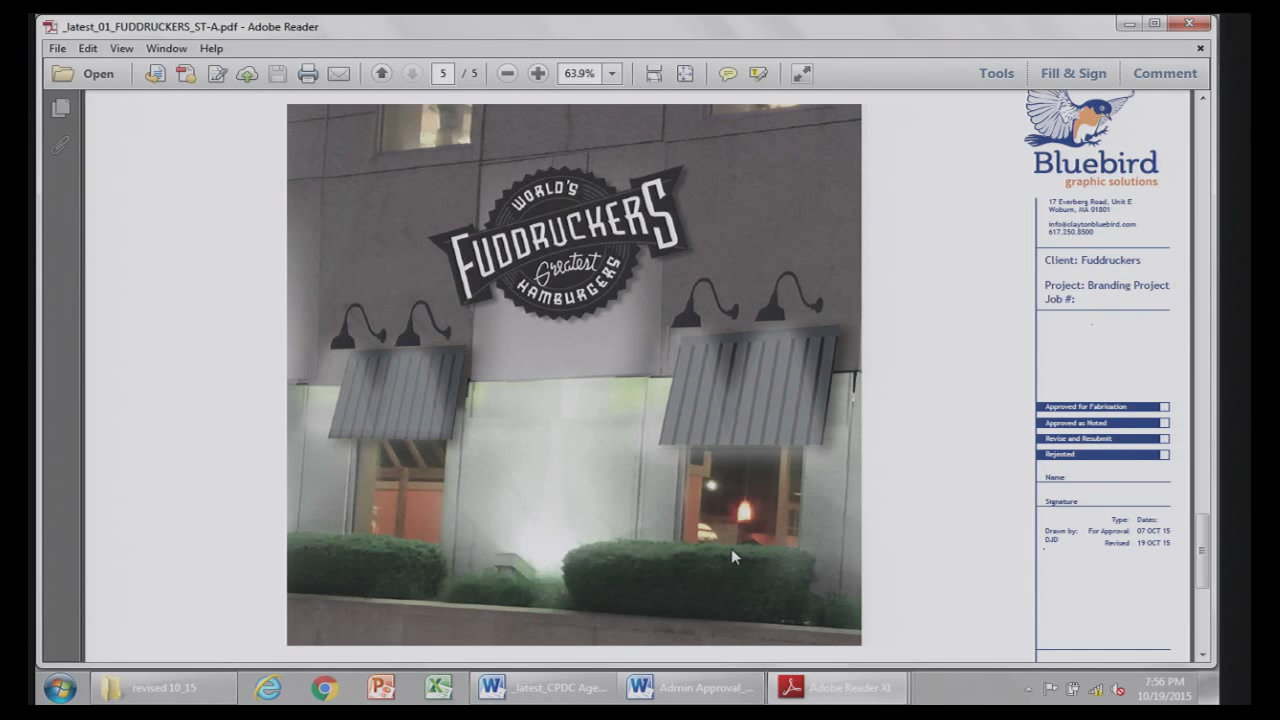 _latest_01_FUDDRUCKERS_ST-A.pdf - Adobe Reader
File Edit View Window Help
Open
5 / 5
63.9%
Tools Fill & Sign Comment
WORLD'S
FUDDRUCKERS
Greatest
HAMBURGERS
Bluebird
graphic solutions
17 Everberg Road, Unit E
Woburn, MA 01801
info@claytonbluebird.com
617.250.8500
Client: Fuddruckers
Project: Branding Project
Job #:
Approved for Fabrication
Approved as Noted
Revise and Resubmit
Rejected
Name
Signature
Type: Dates:
Drawn by: For Approval 07 OCT 15
DJD Revised 19 OCT 15
revised 10_15
_latest_CPDC Age...
Admin Approval_...
Adobe Reader XI
7:56 PM
10/19/2015